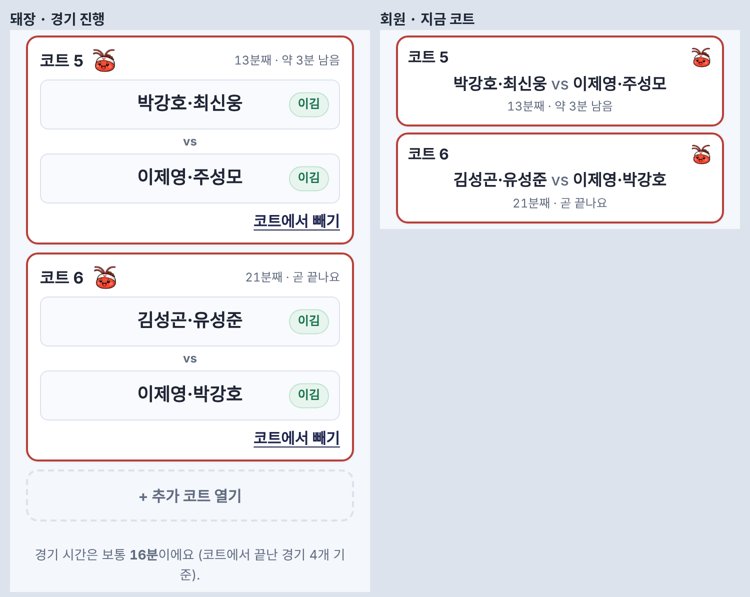 돼장 · 경기 진행
코트 5
13분째 · 약 3분 남음
박강호·최신웅
이김
vs
이제영·주성모
이김
코트에서 빼기
코트 6
21분째 · 곧 끝나요
김성곤·유성준
이김
vs
이제영·박강호
이김
코트에서 빼기
+ 추가 코트 열기
경기 시간은 보통 16분이에요 (코트에서 끝난 경기 4개 기
준).
회원 · 지금 코트
코트 5
박강호·최신웅 vs 이제영·주성모
13분째 · 약 3분 남음
코트 6
김성곤·유성준 vs 이제영·박강호
21분째 · 곧 끝나요